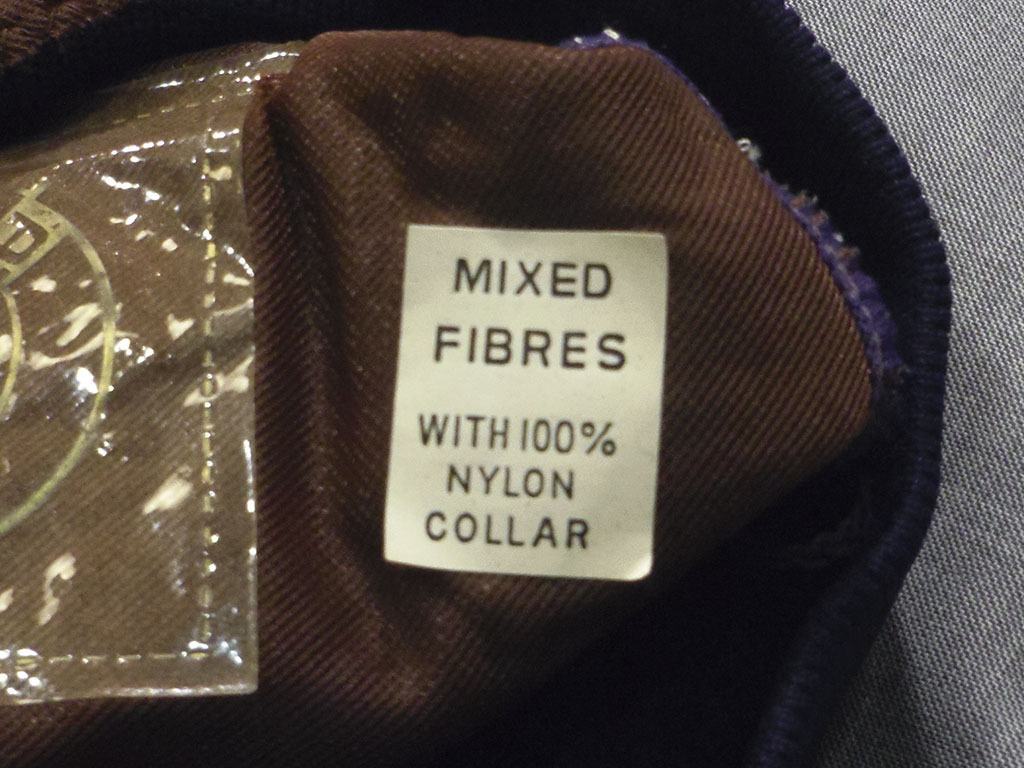 MIXED
FIBRES
WITH 100%
NYLON
COLLAR